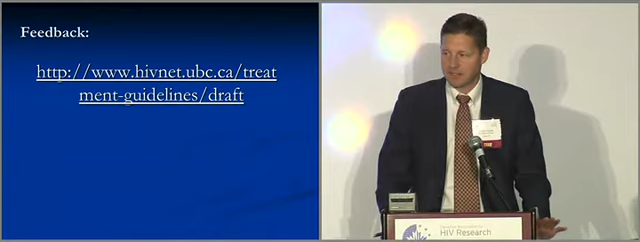 Feedback:
http://www.hivnet.ubc.ca/treat
ment-guidelines/draft
HIV Research